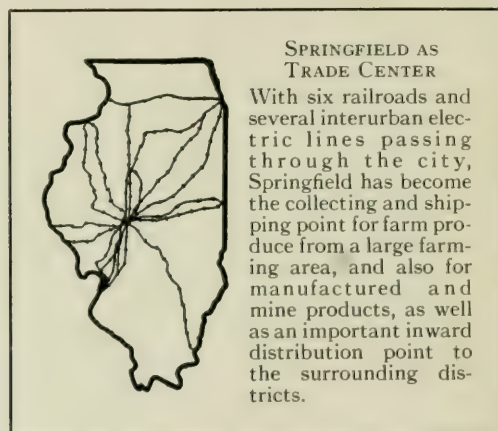 SPRINGFIELD AS
TRADE CENTER
With six railroads and
several interurban elec-
tric lines passing
through the city,
Springfield has become
the collecting and ship-
ping point for farm pro-
duce from a large farm-
ing area, and also for
manufactured and
mine products, as well
as an important inward
distribution point to
the surrounding dis-
tricts.